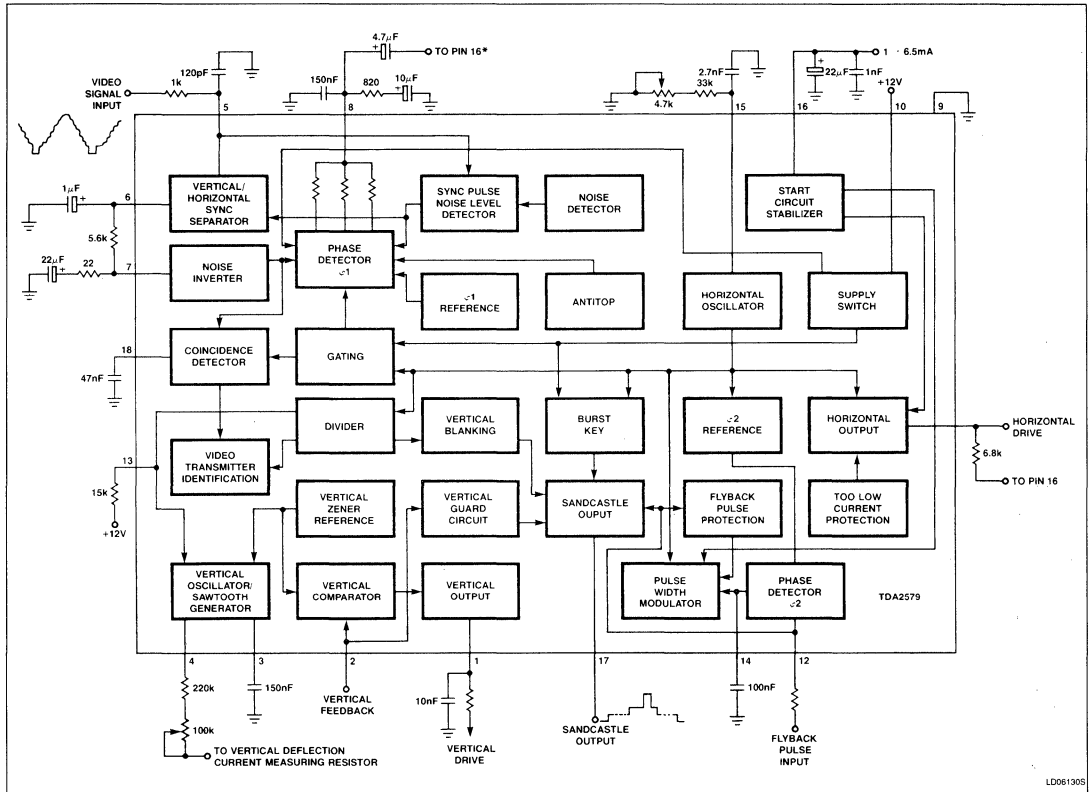 4.7μF
+
TO PIN 16*
120pF
150nF
820
10μF
+
2.7nF
33k
4.7k
1 · 6.5mA
+
22μF
1nF
+12V
VIDEO
SIGNAL
INPUT
1k
5
8
15
16
10
9
1μF
+
6
5.6k
22μF
+
22
7
VERTICAL/
HORIZONTAL
SYNC
SEPARATOR
SYNC PULSE
NOISE LEVEL
DETECTOR
NOISE
DETECTOR
START
CIRCUIT
STABILIZER
NOISE
INVERTER
PHASE
DETECTOR
1
1
REFERENCE
ANTITOP
HORIZONTAL
OSCILLATOR
SUPPLY
SWITCH
18
47nF
COINCIDENCE
DETECTOR
GATING
DIVIDER
VERTICAL
BLANKING
BURST
KEY
2
REFERENCE
HORIZONTAL
OUTPUT
HORIZONTAL
DRIVE
6.8k
TO PIN 16
13
15k
+12V
VIDEO
TRANSMITTER
IDENTIFICATION
VERTICAL
ZENER
REFERENCE
VERTICAL
GUARD
CIRCUIT
SANDCASTLE
OUPUT
FLYBACK
PULSE
PROTECTION
TOO LOW
CURRENT
PROTECTION
VERTICAL
OSCILLATOR/
SAWTOOTH
GENERATOR
VERTICAL
COMPARATOR
VERTICAL
OUTPUT
PULSE
WIDTH
MODULATOR
PHASE
DETECTOR
2
TDA2579
4
3
2
1
17
14
12
220k
150nF
100k
VERTICAL
FEEDBACK
10nF
100nF
TO VERTICAL DEFLECTION
CURRENT MEASURING RESISTOR
VERTICAL
DRIVE
SANDCASTLE
OUTPUT
FLYBACK
PULSE
INPUT
LD06130S